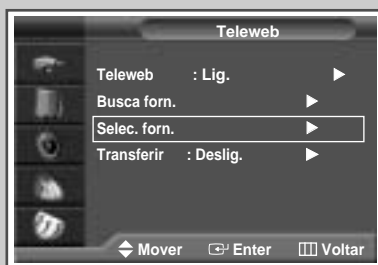 Teleweb
Teleweb : Lig.
Busca forn.
Selec. forn.
Transferir : Deslig.
Mover Enter Voltar